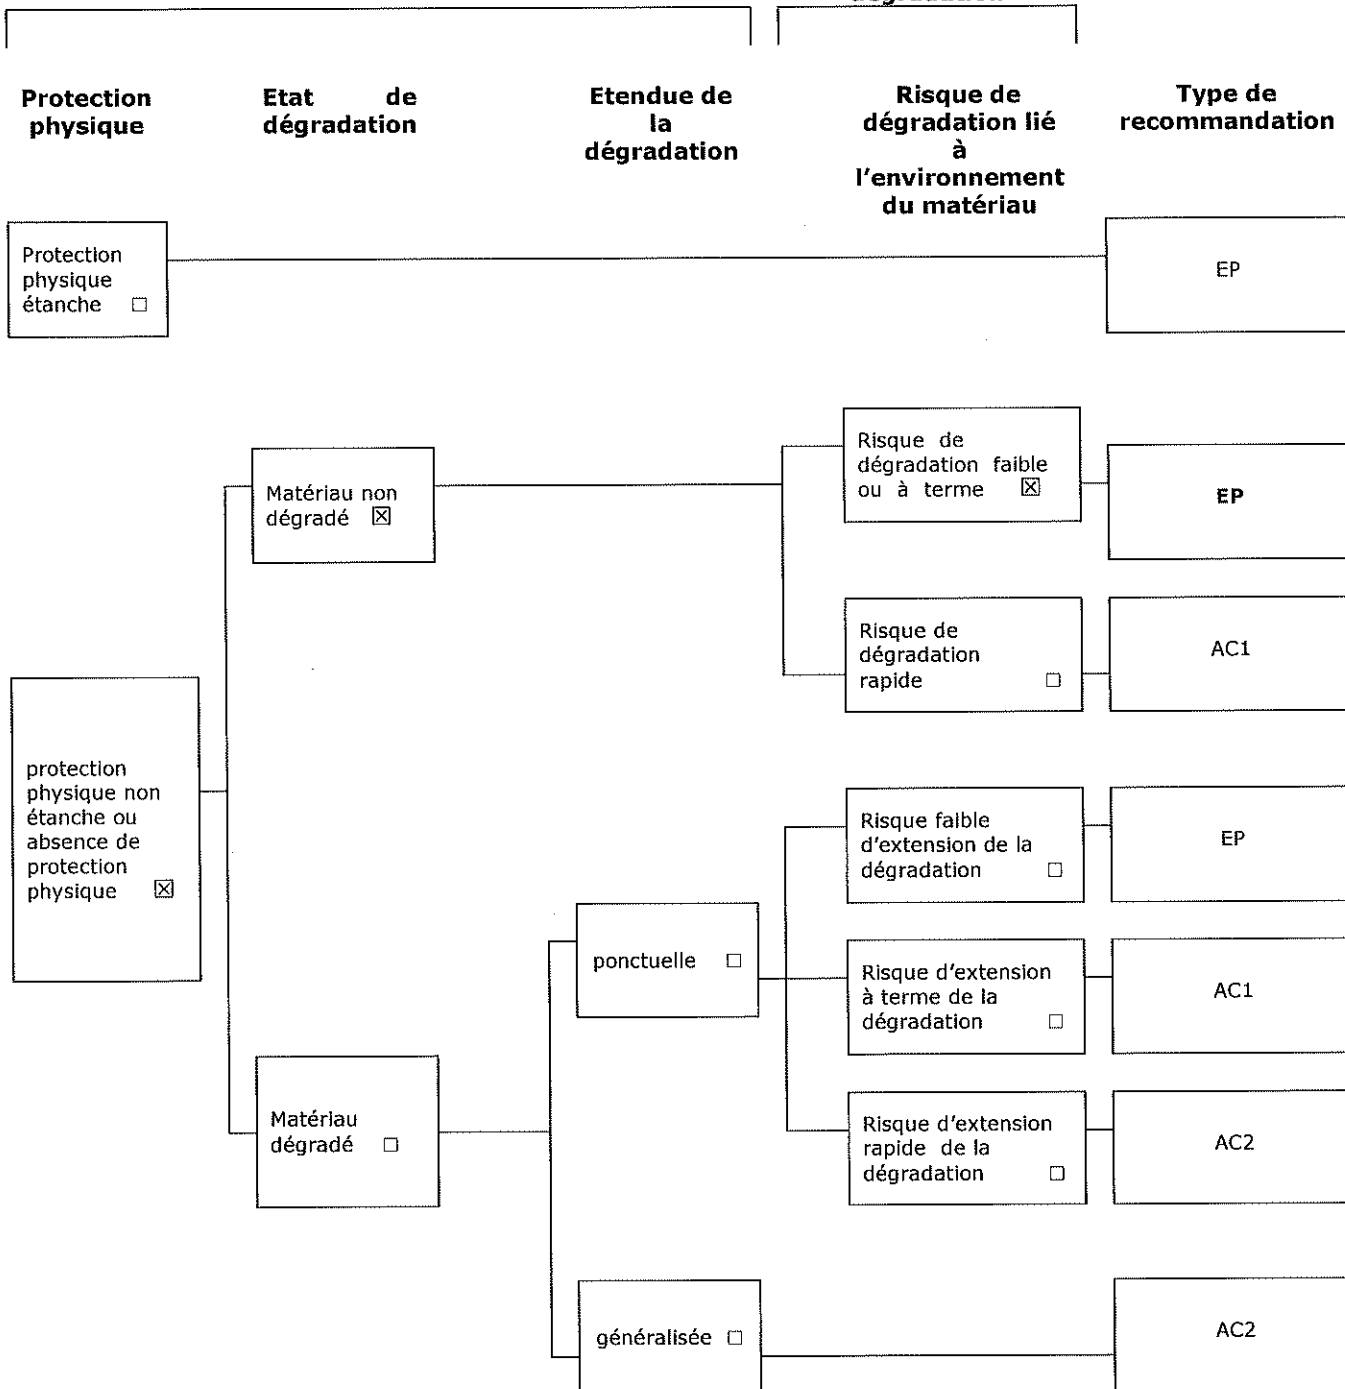 Protection
physique
Etat de
dégradation
Etendue de
la
dégradation
Risque de
dégradation lié
à
l'environnement
du matériau
Type de
recommandation
Protection
physique
étanche ☐
EP
Matériau non
dégradé ☒
Risque de
dégradation faible
ou à terme ☒
EP
Risque de
dégradation
rapide ☐
AC1
protection
physique non
étanche ou
absence de
protection
physique ☒
Risque faible
d'extension de la
dégradation ☐
EP
ponctuelle ☐
Risque d'extension
à terme de la
dégradation ☐
AC1
Matériau
dégradé ☐
Risque d'extension
rapide de la
dégradation ☐
AC2
généralisée ☐
AC2